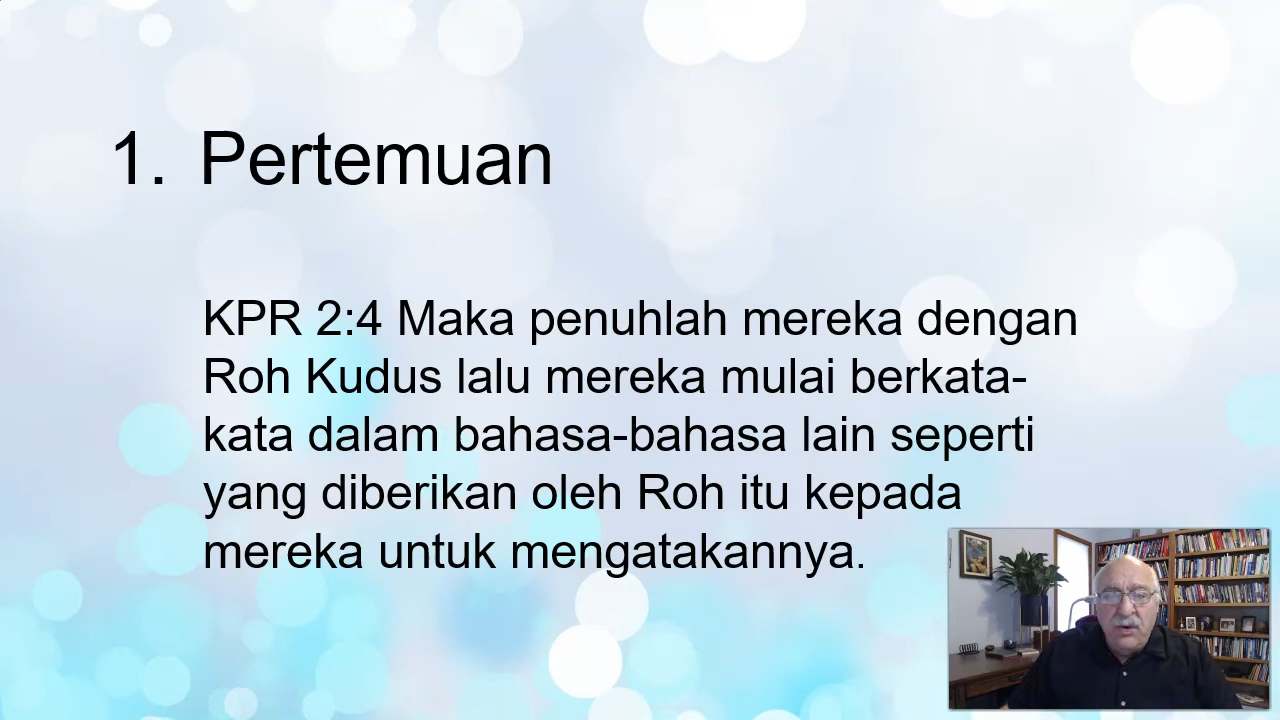 1. Pertemuan
KPR 2:4 Maka penuhlah mereka dengan
Roh Kudus lalu mereka mulai berkata-
kata dalam bahasa-bahasa lain seperti
yang diberikan oleh Roh itu kepada
mereka untuk mengatakannya.